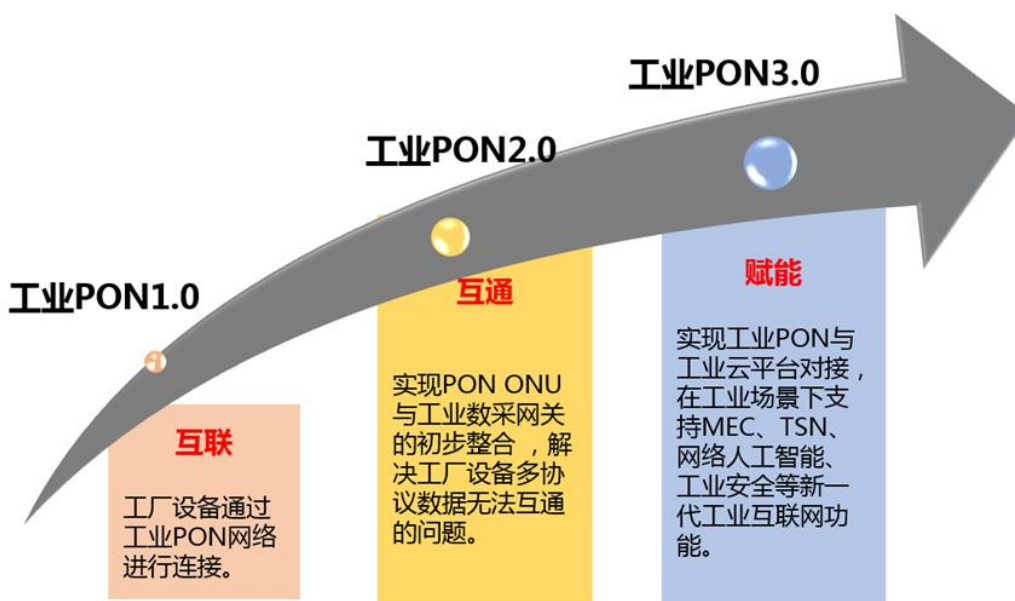 工业PON1.0
互联
工厂设备通过
工业PON网络
进行连接。
工业PON2.0
互通
实现PON ONU
与工业数采网关
的初步整合 ，解
决工厂设备多协
议数据无法互通
的问题。
工业PON3.0
赋能
实现工业PON与
工业云平台对接，
在工业场景下支
持MEC、TSN、
网络人工智能、
工业安全等新一
代工业互联网功
能。